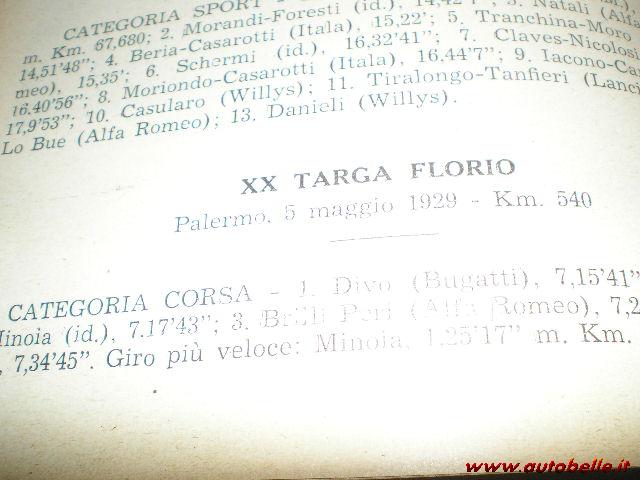 CATEGORIA SPORT
m. Km. 67,680; 2. Morandi-Foresti (id.), 14,42' Natali (Alfa
14,51'48"; 4. Beria-Casarotti (Itala), 15,22'; 5. Tranchina-Moro
meo), 15,35'; 6. Schermi (id.), 16,32'41"; 7. Claves-Nicolosi
16,40'56"; 8. Moriondo-Casarotti (Itala), 16,44'7"; 9. Iacono-Ca
17,9'53"; 10. Casularo (Willys); 11. Tiralongo-Tanfieri (Lanci
Lo Bue (Alfa Romeo); 13. Danieli (Willys).
XX TARGA FLORIO
Palermo, 5 maggio 1929 - Km. 540
CATEGORIA CORSA - 1. Divo (Bugatti), 7,15'41"
Minoia (id.), 7.17'43"; 3. Brilli Peri (Alfa Romeo), 7,2
, 7,34'45". Giro più veloce: Minoia, 1,25'17" m. Km.
www.autobelle.it